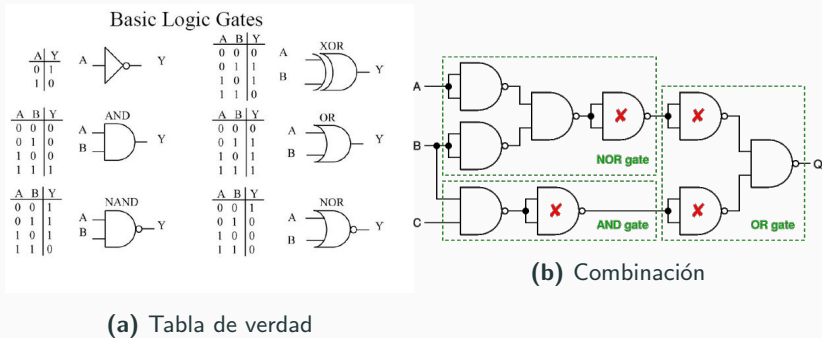 Basic Logic Gates
A Y
0 1
1 0
A
Y
A B Y
0 0 0
0 1 1
1 0 1
1 1 0
XOR
A
B
Y
A B Y
0 0 0
0 1 0
1 0 0
1 1 1
AND
A
B
Y
A B Y
0 0 0
0 1 1
1 0 1
1 1 1
OR
A
B
Y
A B Y
0 0 1
0 1 1
1 0 1
1 1 0
NAND
A
B
Y
A B Y
0 0 1
0 1 0
1 0 0
1 1 0
NOR
A
B
Y
(a) Tabla de verdad
A
B
C
NOR gate
AND gate
OR gate
Q
(b) Combinación